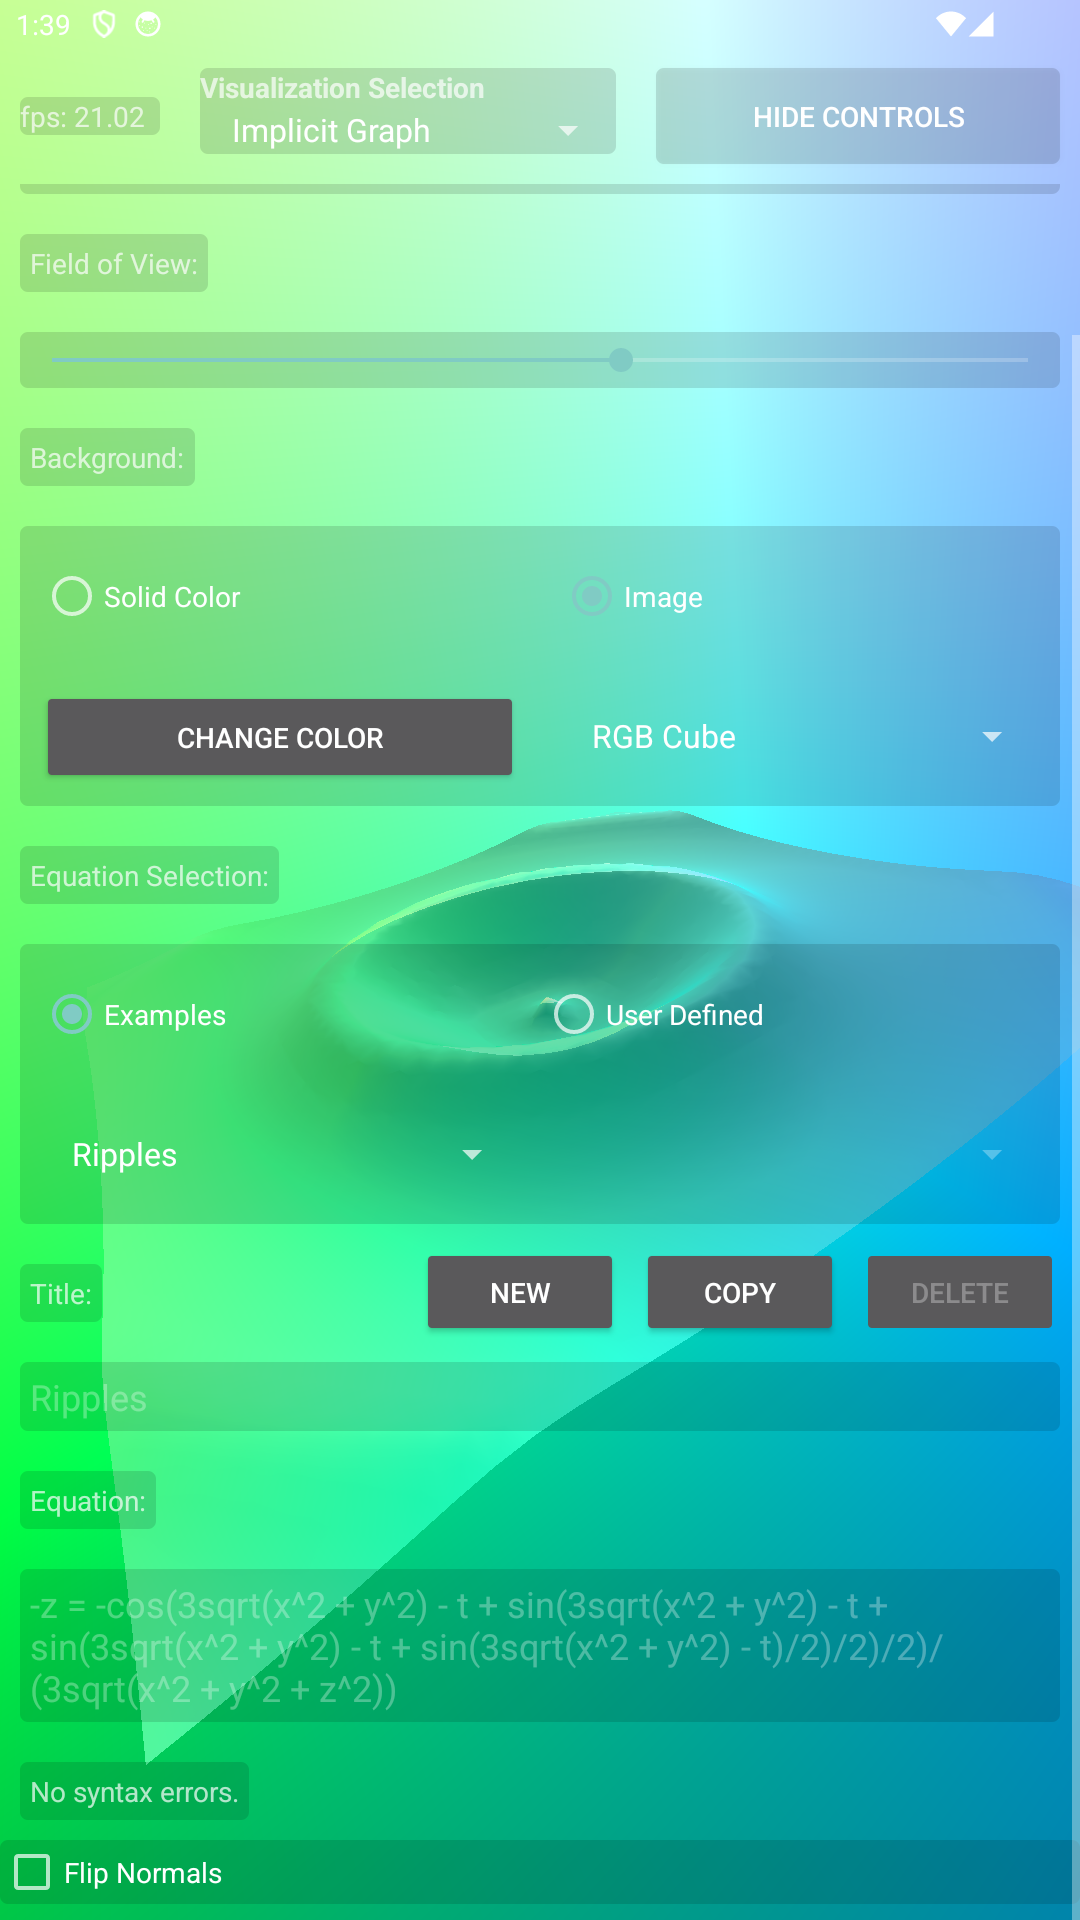 1:39
fps: 21.02
Visualization Selection
Implicit Graph
HIDE CONTROLS
Field of View:
Background:
Solid Color
Image
CHANGE COLOR
RGB Cube
Equation Selection:
Examples
User Defined
Ripples
Title:
NEW
COPY
DELETE
Ripples
Equation:
-z = -cos(3sqrt(x^2 + y^2) - t + sin(3sqrt(x^2 + y^2) - t +
sin(3sqrt(x^2 + y^2) - t + sin(3sqrt(x^2 + y^2) - t)/2)/2)/2)/
(3sqrt(x^2 + y^2 + z^2))
No syntax errors.
Flip Normals